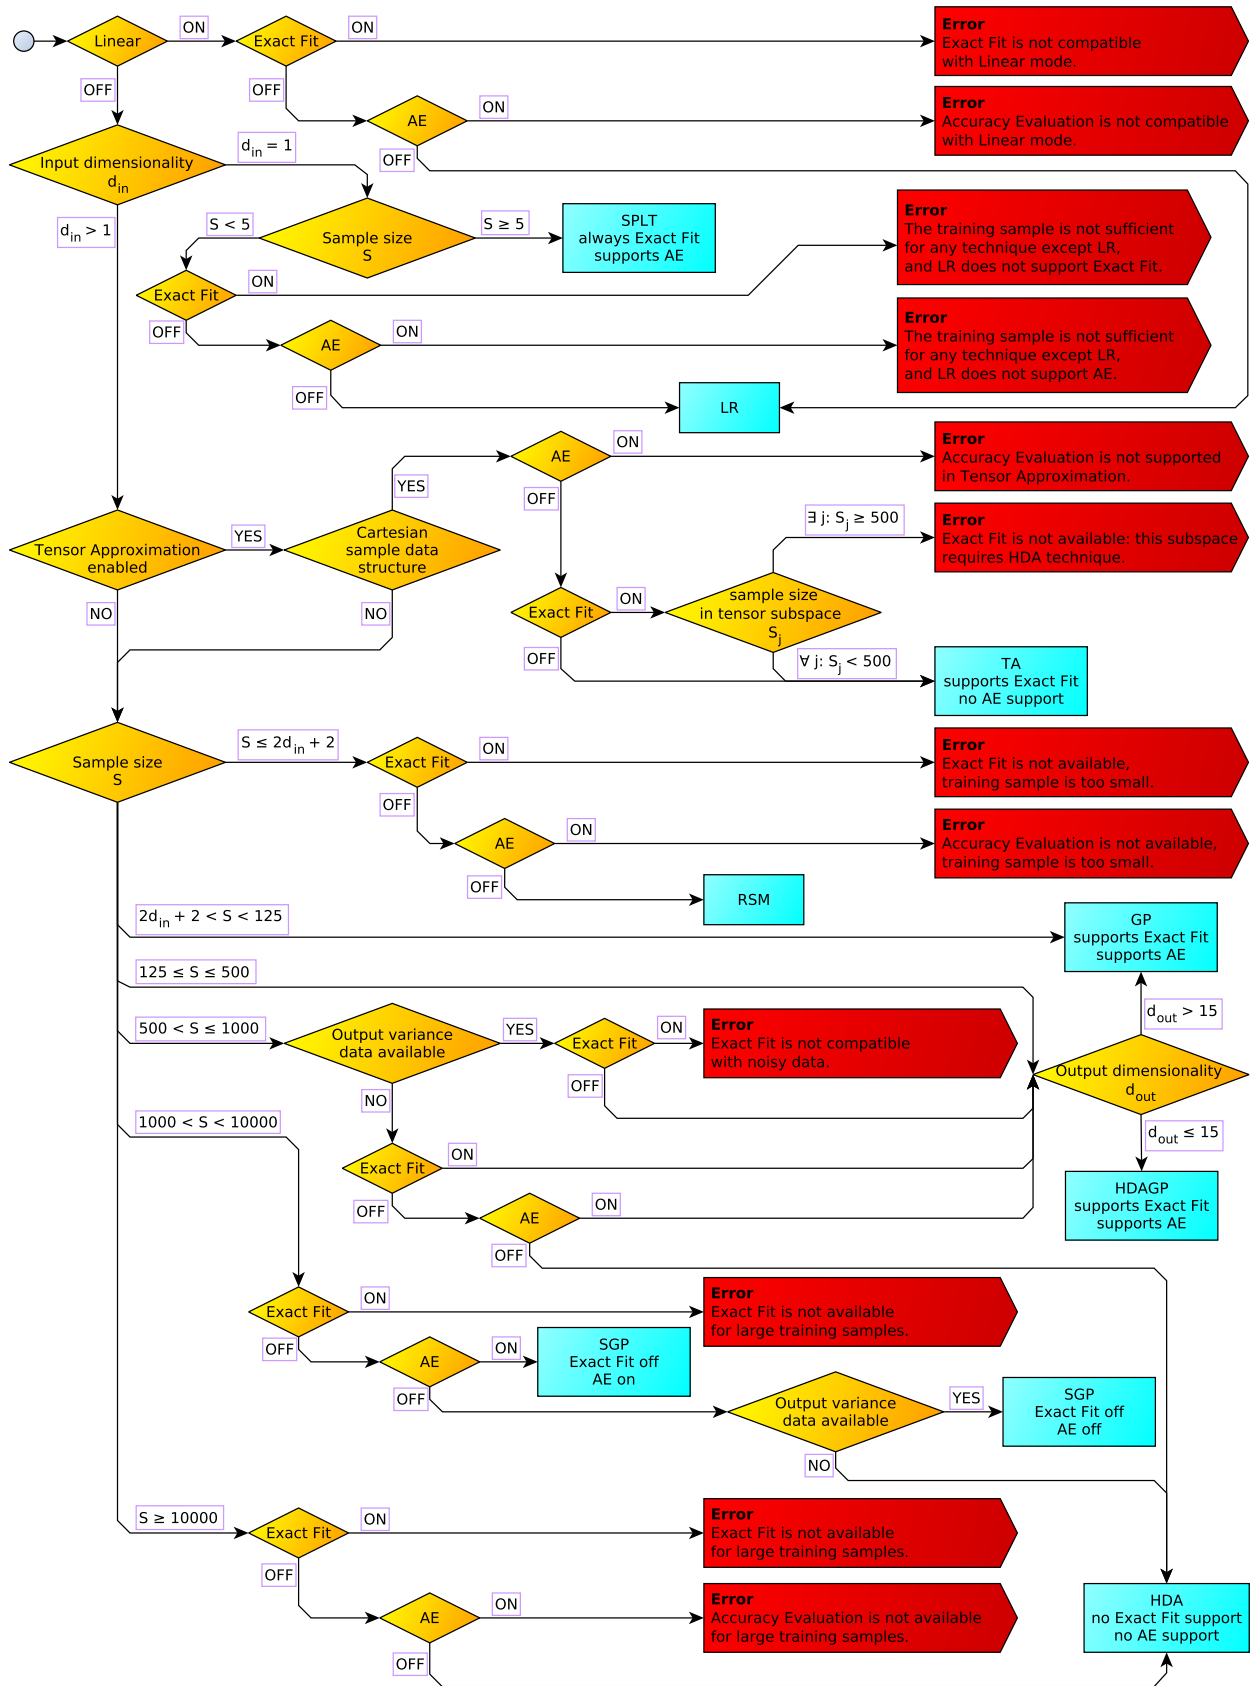 Linear
ON
Exact Fit
ON
Error
Exact Fit is not compatible
with Linear mode.
OFF
OFF
AE
ON
Error
Accuracy Evaluation is not compatible
with Linear mode.
OFF
Input dimensionality
d_in
d_in = 1
d_in > 1
S < 5
Sample size
S
S ≥ 5
SPLT
always Exact Fit
supports AE
Error
The training sample is not sufficient
for any technique except LR,
and LR does not support Exact Fit.
Exact Fit
ON
OFF
AE
ON
Error
The training sample is not sufficient
for any technique except LR,
and LR does not support AE.
OFF
LR
AE
ON
Error
Accuracy Evaluation is not supported
in Tensor Approximation.
YES
OFF
Tensor Approximation
enabled
YES
Cartesian
sample data
structure
∃ j: S_j ≥ 500
Error
Exact Fit is not available: this subspace
requires HDA technique.
NO
NO
Exact Fit
ON
sample size
in tensor subspace
S_j
OFF
∀ j: S_j < 500
TA
supports Exact Fit
no AE support
Sample size
S
S ≤ 2d_in + 2
Exact Fit
ON
Error
Exact Fit is not available,
training sample is too small.
OFF
AE
ON
Error
Accuracy Evaluation is not available,
training sample is too small.
OFF
RSM
2d_in + 2 < S < 125
GP
supports Exact Fit
supports AE
125 ≤ S ≤ 500
d_out > 15
500 < S ≤ 1000
Output variance
data available
YES
Exact Fit
ON
Error
Exact Fit is not compatible
with noisy data.
OFF
Output dimensionality
d_out
NO
1000 < S < 10000
d_out ≤ 15
Exact Fit
ON
OFF
AE
ON
HDAGP
supports Exact Fit
supports AE
OFF
Exact Fit
ON
Error
Exact Fit is not available
for large training samples.
OFF
AE
ON
SGP
Exact Fit off
AE on
OFF
Output variance
data available
YES
SGP
Exact Fit off
AE off
NO
S ≥ 10000
Exact Fit
ON
Error
Exact Fit is not available
for large training samples.
OFF
AE
ON
Error
Accuracy Evaluation is not available
for large training samples.
HDA
no Exact Fit support
no AE support
OFF